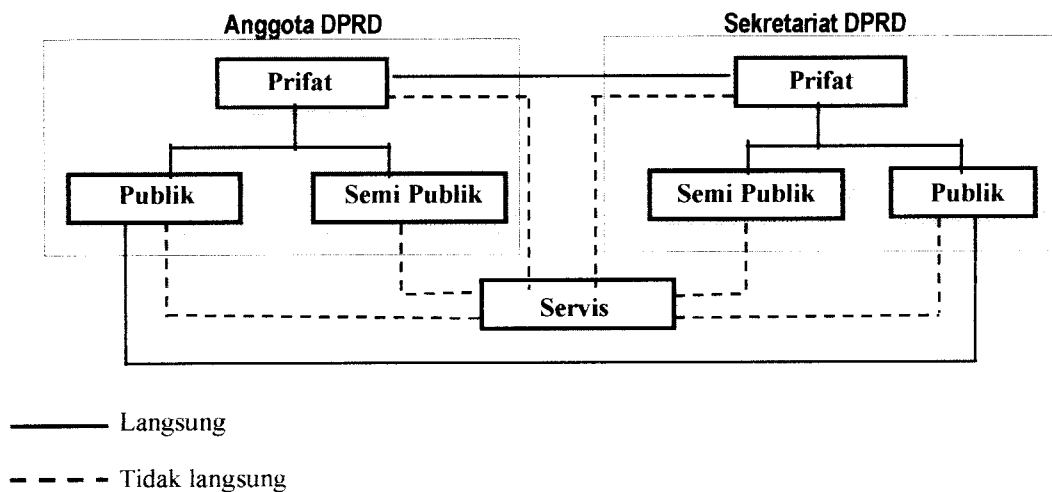 Anggota DPRD
Sekretariat DPRD
Prifat
Prifat
Publik
Semi Publik
Semi Publik
Publik
Servis
Langsung
Tidak langsung